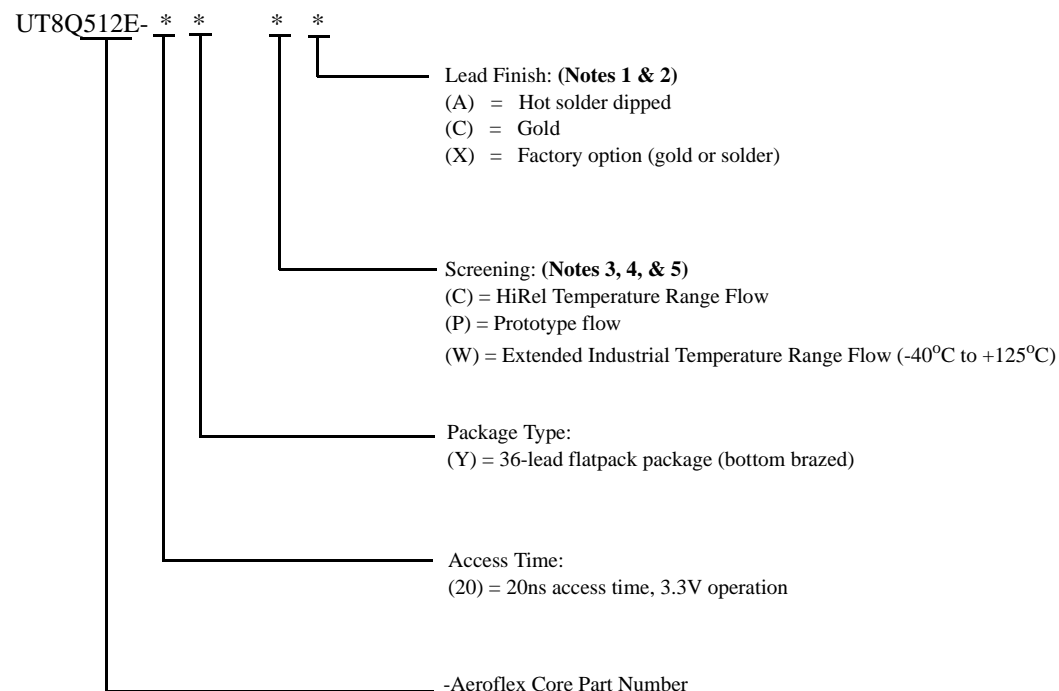 UT8Q512E- * * * *
Lead Finish: (Notes 1 & 2)
(A) = Hot solder dipped
(C) = Gold
(X) = Factory option (gold or solder)
Screening: (Notes 3, 4, & 5)
(C) = HiRel Temperature Range Flow
(P) = Prototype flow
(W) = Extended Industrial Temperature Range Flow (-40°C to +125°C)
Package Type:
(Y) = 36-lead flatpack package (bottom brazed)
Access Time:
(20) = 20ns access time, 3.3V operation
-Aeroflex Core Part Number